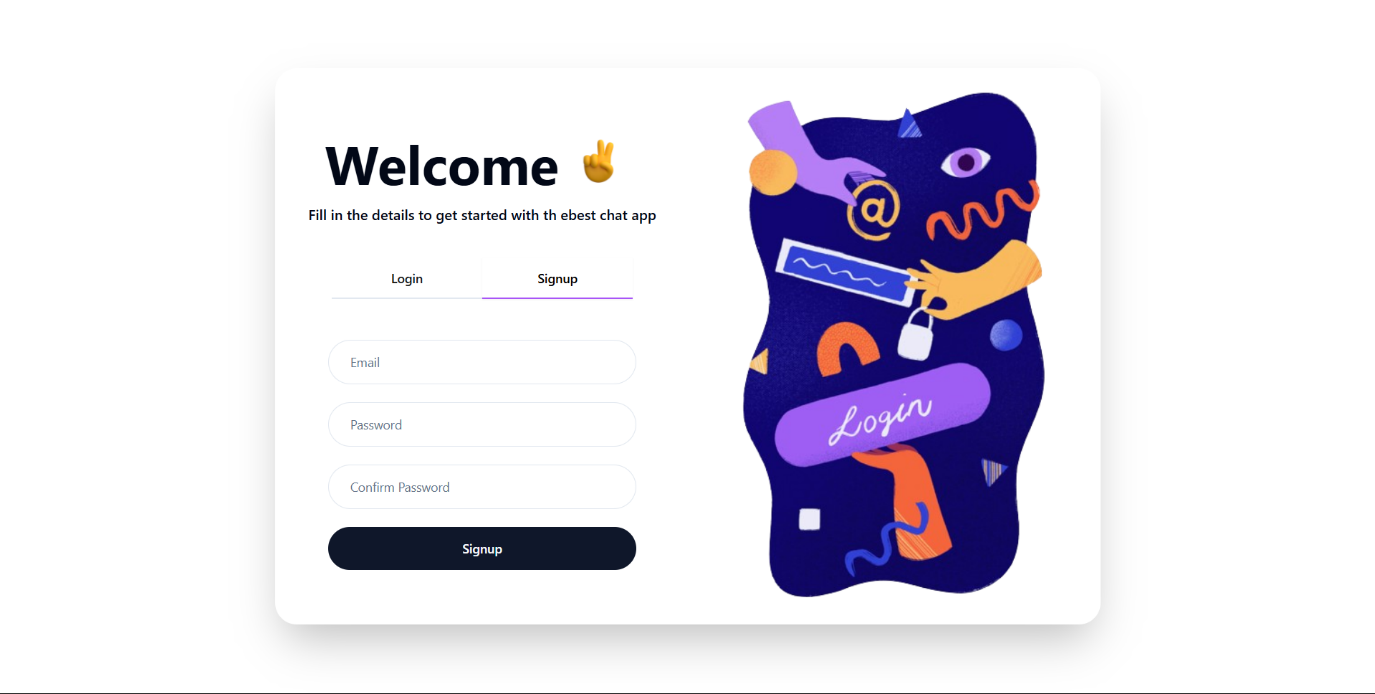 Welcome ✌
Fill in the details to get started with th ebest chat app
Login
Signup
Email
Password
Confirm Password
Signup
@
Login